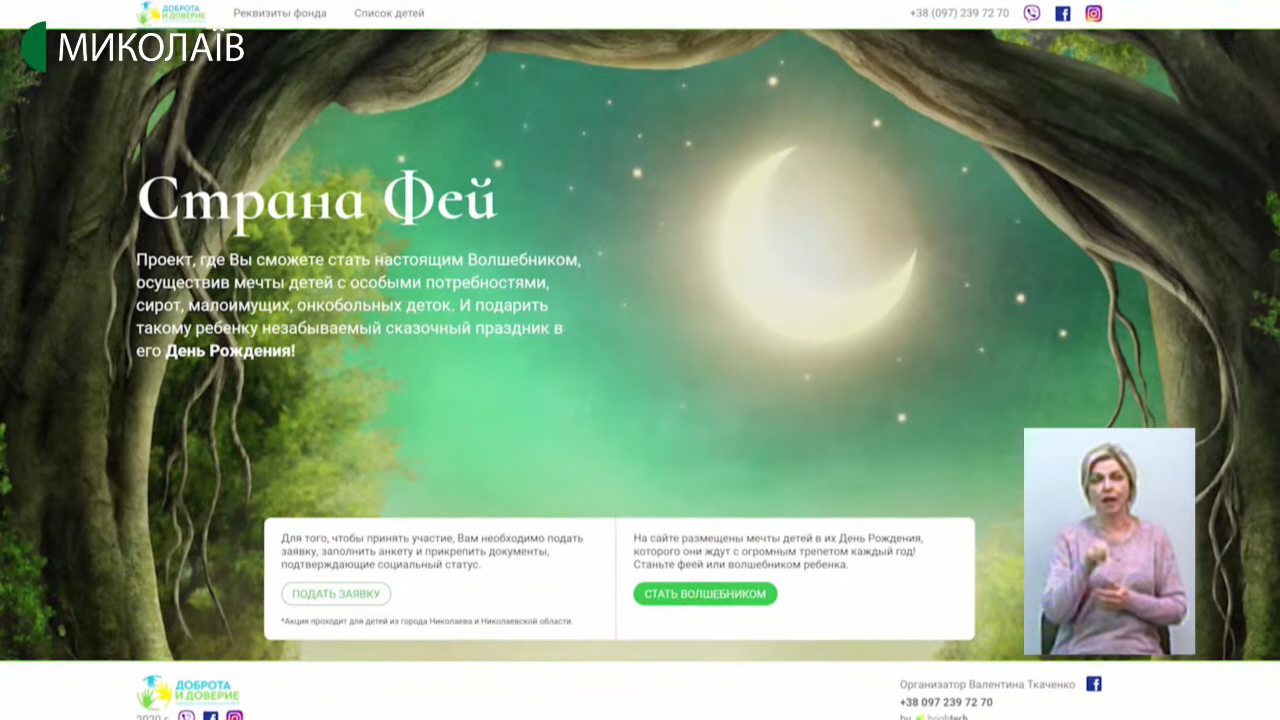 ДОБРОТА
И ДОВЕРИЕ
Реквизиты фонда
Список детей
+38 (097) 239 72 70
МИКОЛАЇВ
Страна Фей
Проект, где Вы сможете стать настоящим Волшебником,
осуществив мечты детей с особыми потребностями,
сирот, малоимущих, онкобольных деток. И подарить
такому ребенку незабываемый сказочный праздник в
его День Рождения!
Для того, чтобы принять участие, Вам необходимо подать
заявку, заполнить анкету и прикрепить документы,
подтверждающие социальный статус.
ПОДАТЬ ЗАЯВКУ
*Акция проходит для детей из города Николаева и Николаевской области.
На сайте размещены мечты детей в их День Рождения,
которого они ждут с огромным трепетом каждый год!
Станьте феей или волшебником ребенка.
СТАТЬ ВОЛШЕБНИКОМ
ДОБРОТА
И ДОВЕРИЕ
2020 г.
Организатор Валентина Ткаченко
+38 097 239 72 70
by brightech